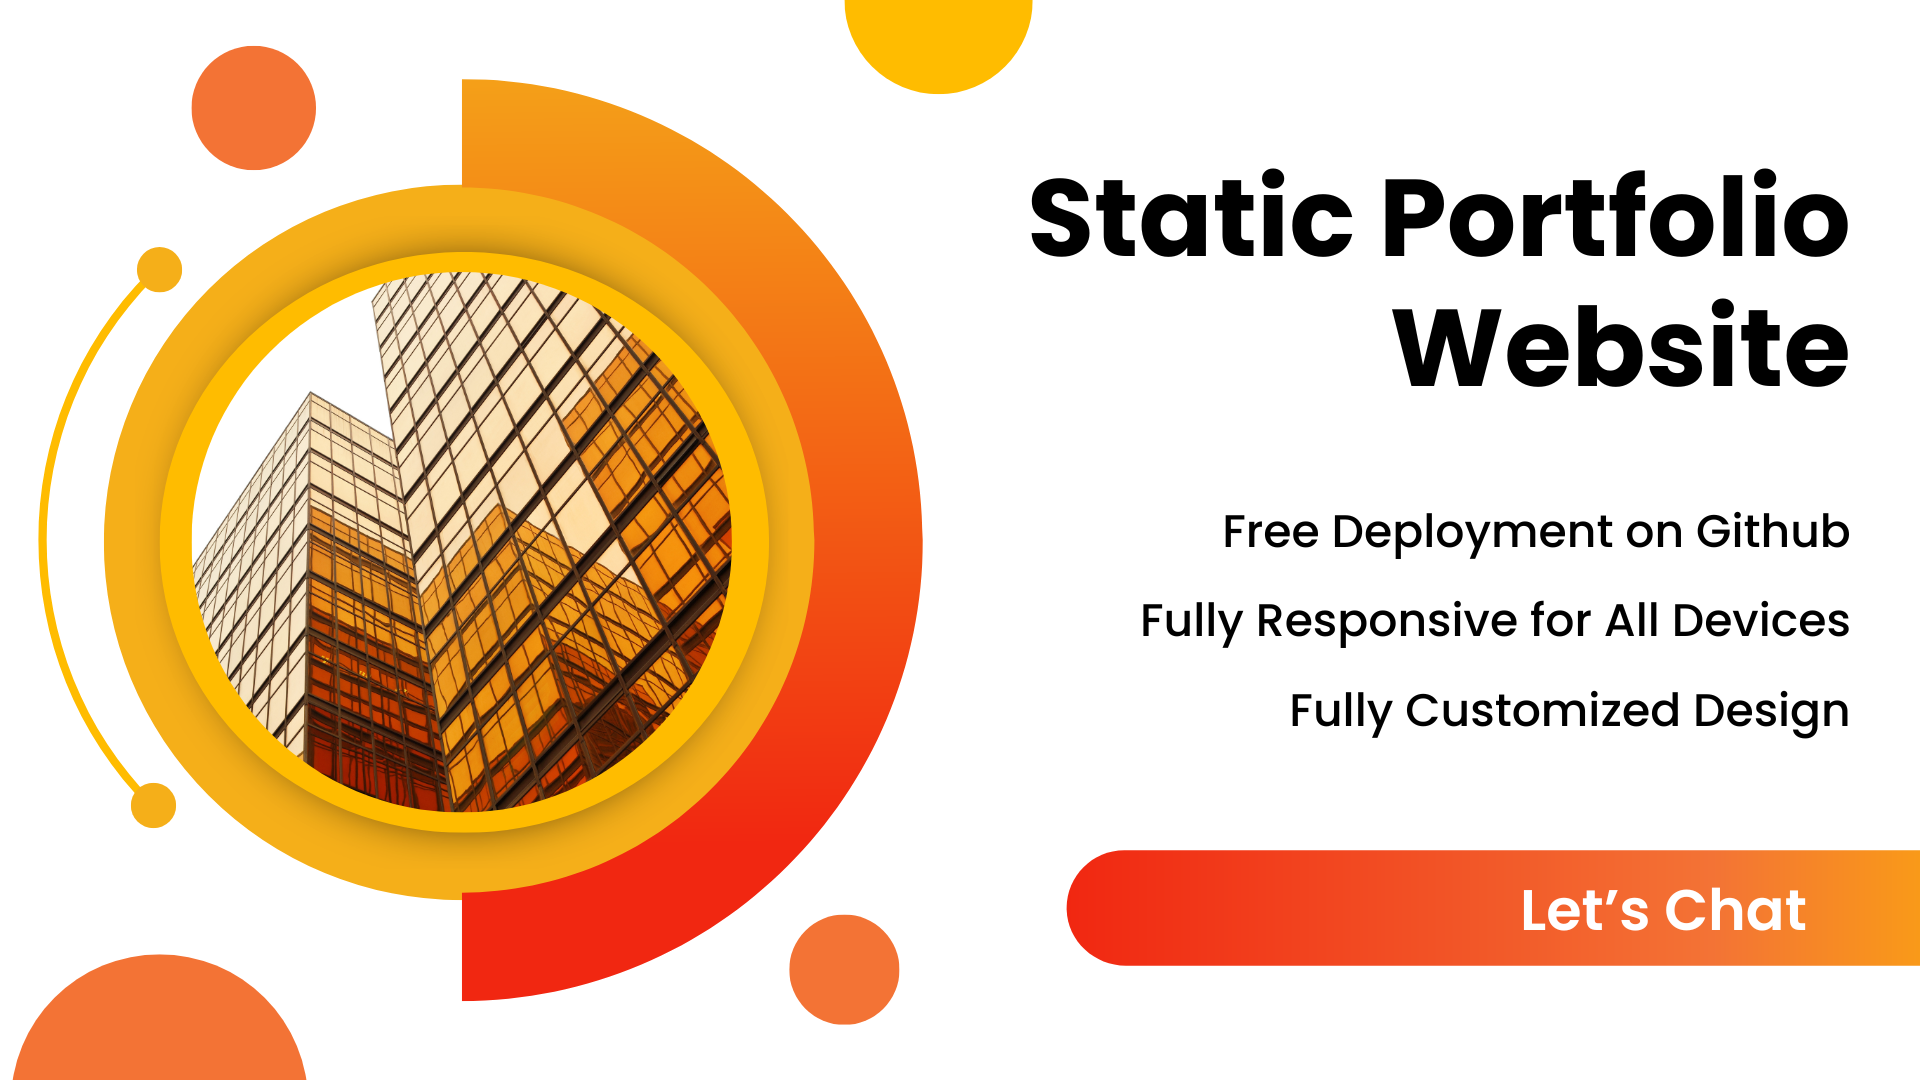 Static Portfolio
Website
Free Deployment on Github
Fully Responsive for All Devices
Fully Customized Design
Let’s Chat